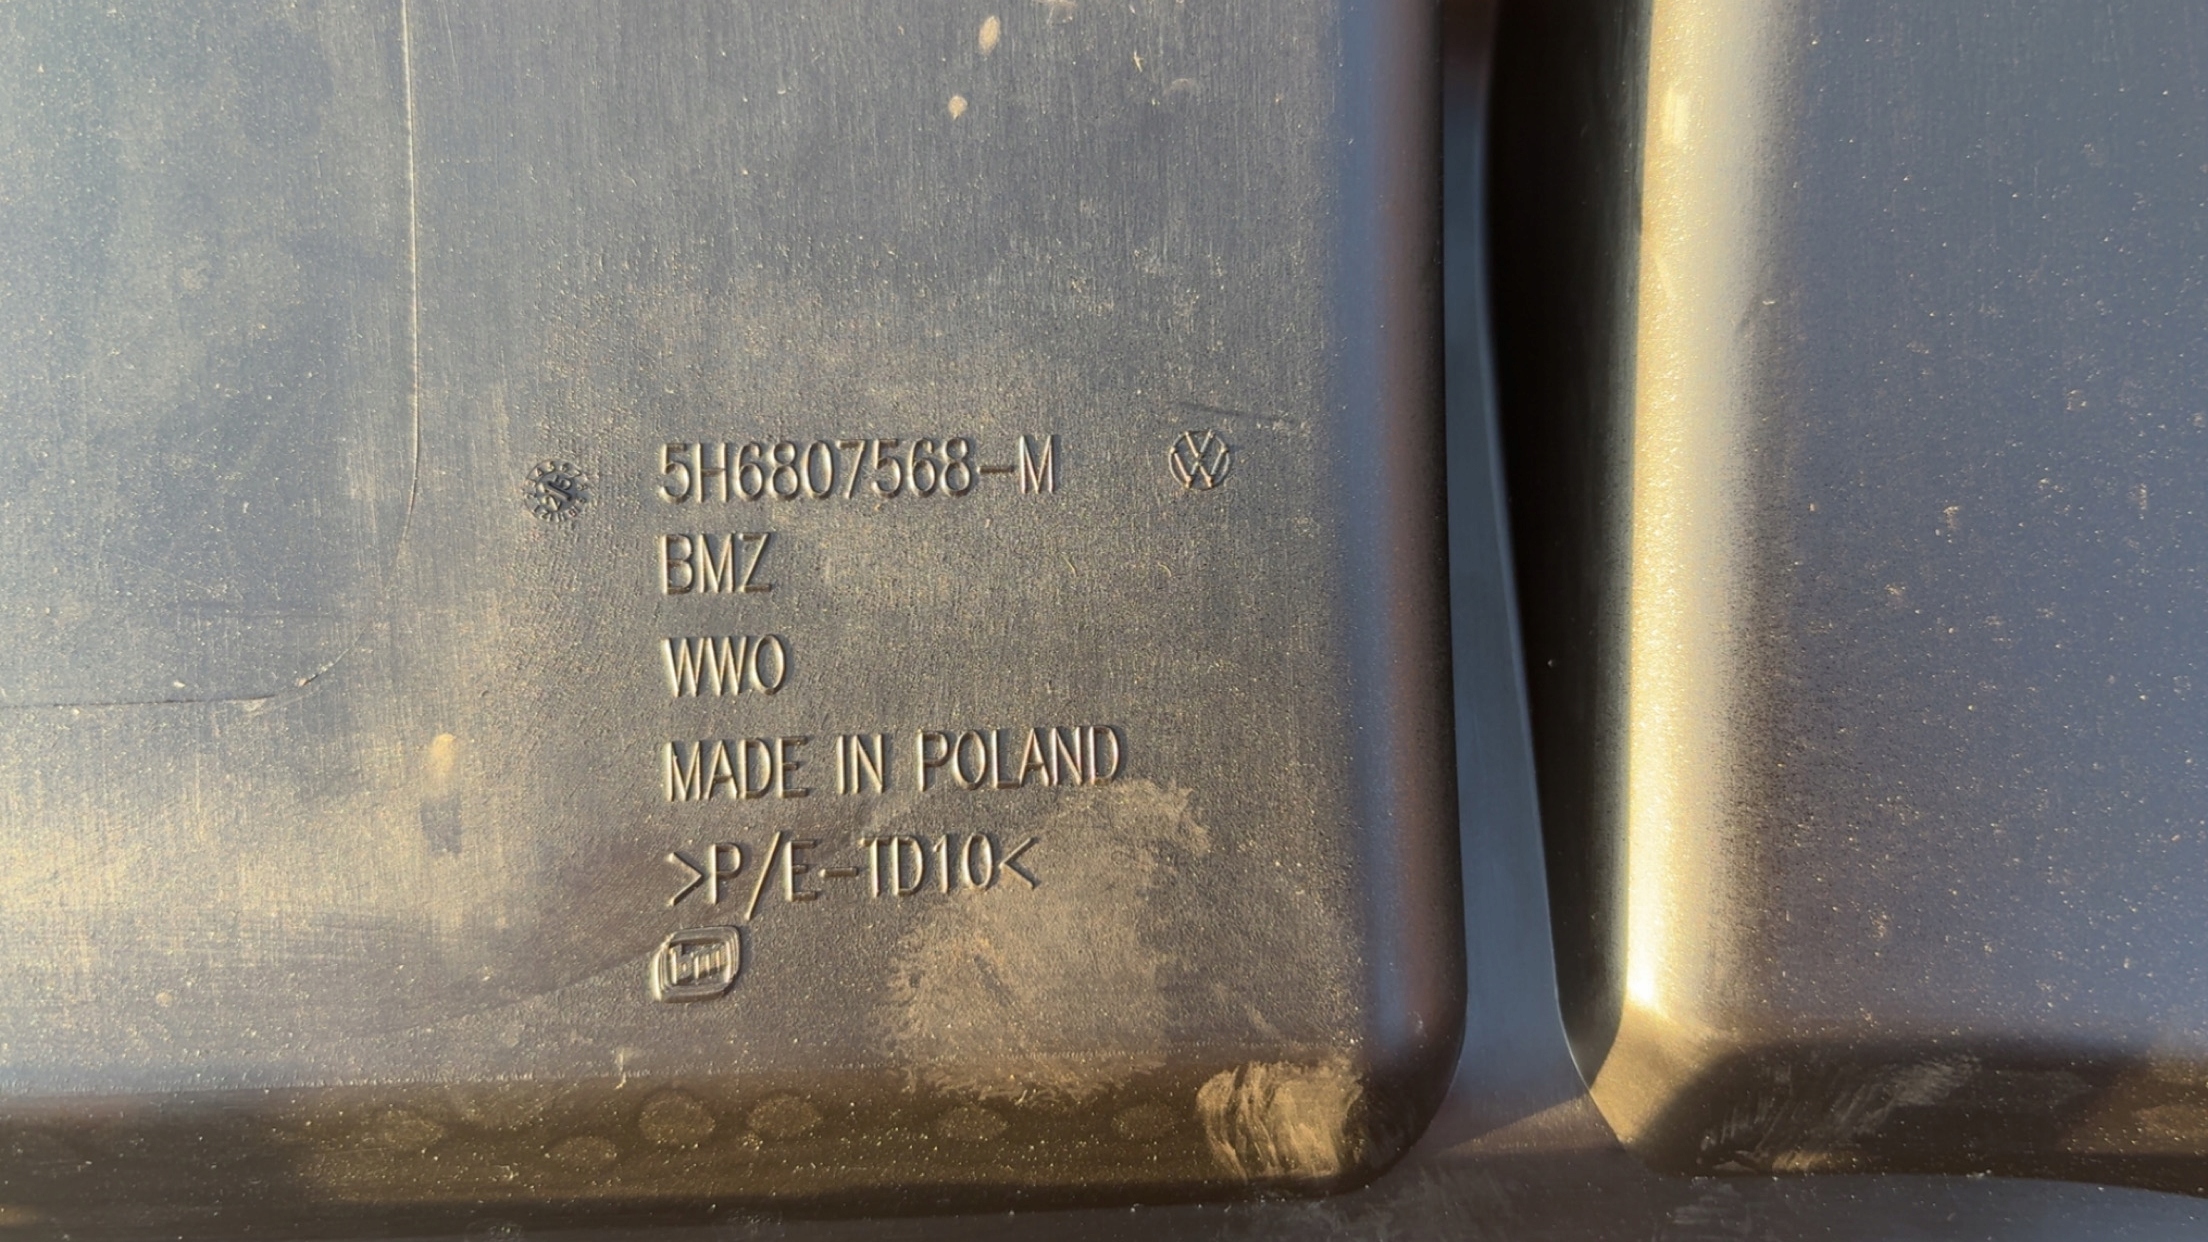 5H6807568-M
BMZ
WWO
MADE IN POLAND
>P/E-TD10<